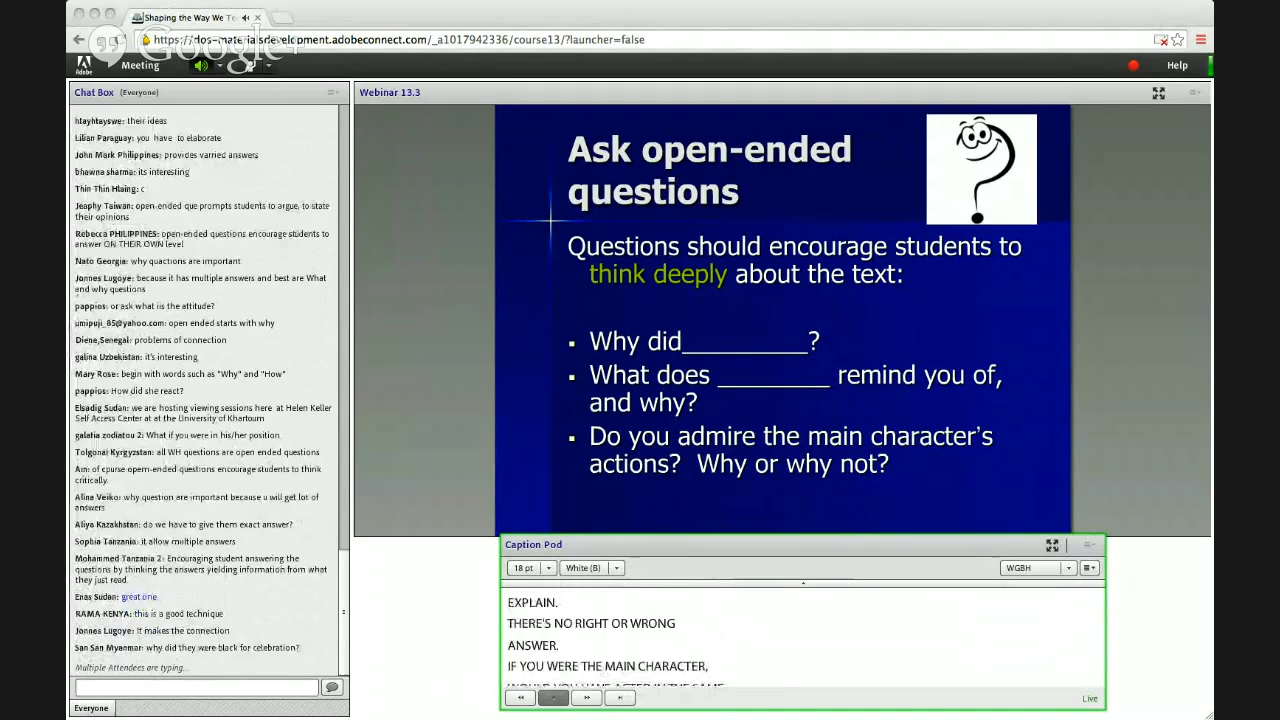 Shaping the Way We Te
Google+
https://dos-materialsdevelopment.adobeconnect.com/_a1017942336/course13/?launcher=false
Adobe
Meeting
Help
Chat Box (Everyone)
htayhtayswe: their ideas
Lilian Paraguay: you have to elaborate
John Mark Philippines: provides varried answers
bhawna sharma: its interesting
Thin Thin Hlaing: c
Jeaphy Taiwan: open-ended que prompts students to argue, to state
their opinions
Rebecca PHILIPPINES: open-ended questions encourage students to
answer ON THEIR OWN level
Nato Georgia: why quactions are important
Jonnes Lugoye: because it has multiple answers and best are What
and why questions
pappios: or ask what iis the attitude?
umipuji_85@yahoo.com: open ended starts with why
Diene,Senegal: problems of connection
galina Uzbekistan: it's interesting
Mary Rose: begin with words such as "Why" and "How"
pappios: How did she react?
Elsadig Sudan: we are hosting viewing sessions here at Helen Keller
Self Access Center at at the University of Khartoum
galatia zodiatou 2: What if you were in his/her position
Tolgonai Kyrgyzstan: all WH questions are open ended questions
Am: of cpurse opem-ended questions encourage students to think
critically.
Alina Veiko: why question are important because u will get lot of
answers
Aliya Kazakhstan: do we have to give them exact answer?
Sophia Tanzania: it allow multiple answers
Mohammed Tanzania 2: Encouraging student answering the
questions by thinking the answers yielding information from what
they just read
Enas Sudan: great one
RAMA-KENYA: this is a good technique
Jonnes Lugoye: It makes the connection
San San Myanmar: why did they were black for celebration?
Multiple Attendees are typing...
Everyone
Webinar 13.3
Ask open-ended
questions
Questions should encourage students to
think deeply about the text:
▪ Why did_________?
▪ What does ________ remind you of,
and why?
▪ Do you admire the main character's
actions? Why or why not?
Caption Pod
18 pt
White (B)
WGBH
EXPLAIN.
THERE'S NO RIGHT OR WRONG
ANSWER.
IF YOU WERE THE MAIN CHARACTER,
WOULD YOU HAVE ACTED IN THE SAME
Live